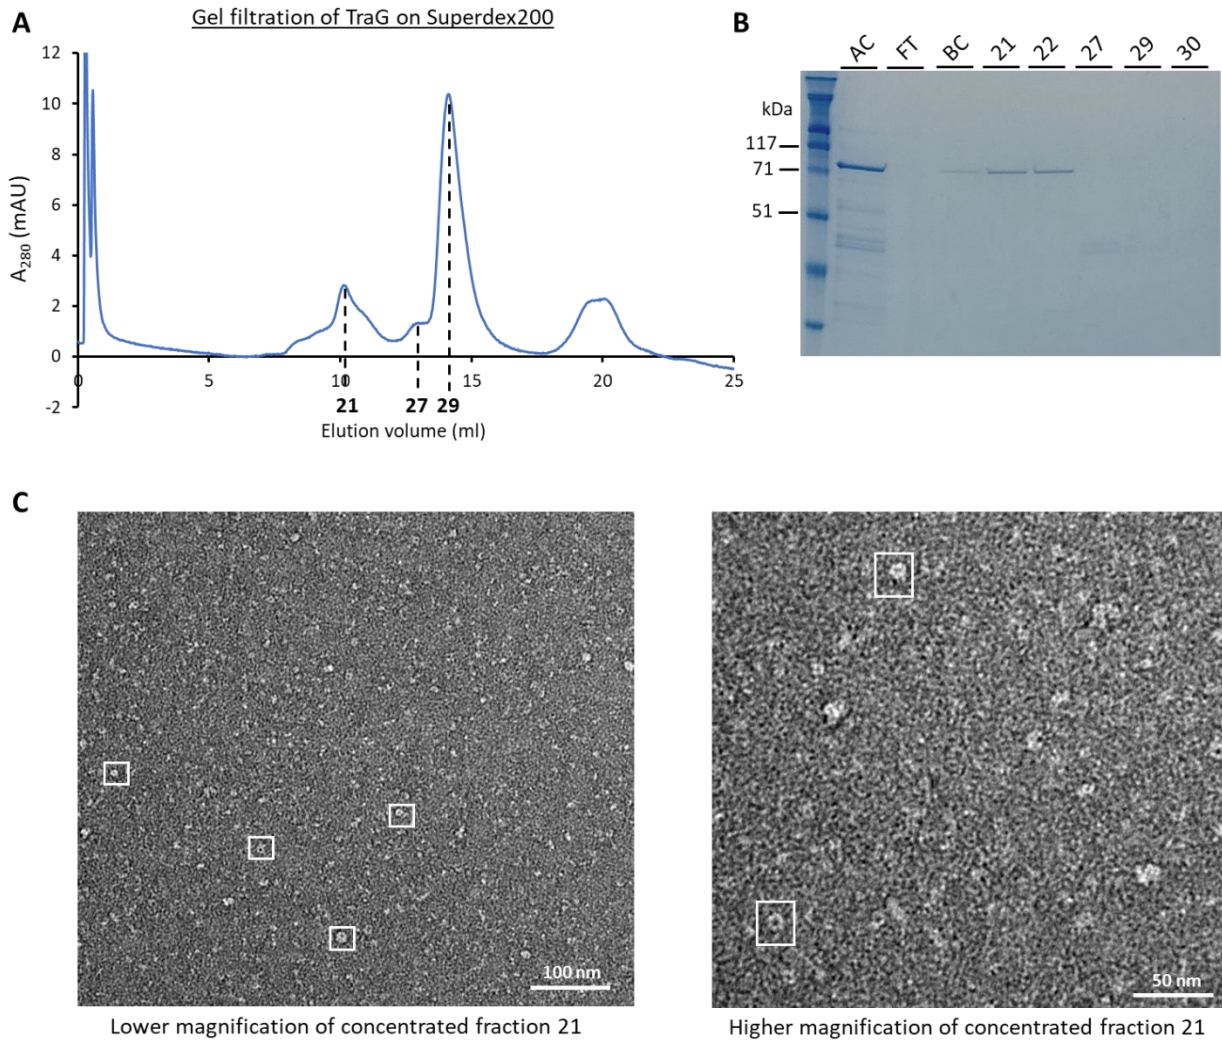 A
Gel filtration of TraG on Superdex200
12
10
8
6
4
2
0
-2
A280 (mAU)
0 5 10 15 20 25
21 27 29
Elution volume (ml)
B
AC FT BC 21 22 27 29 30
kDa
117
71
51
C
100 nm
50 nm
Lower magnification of concentrated fraction 21
Higher magnification of concentrated fraction 21